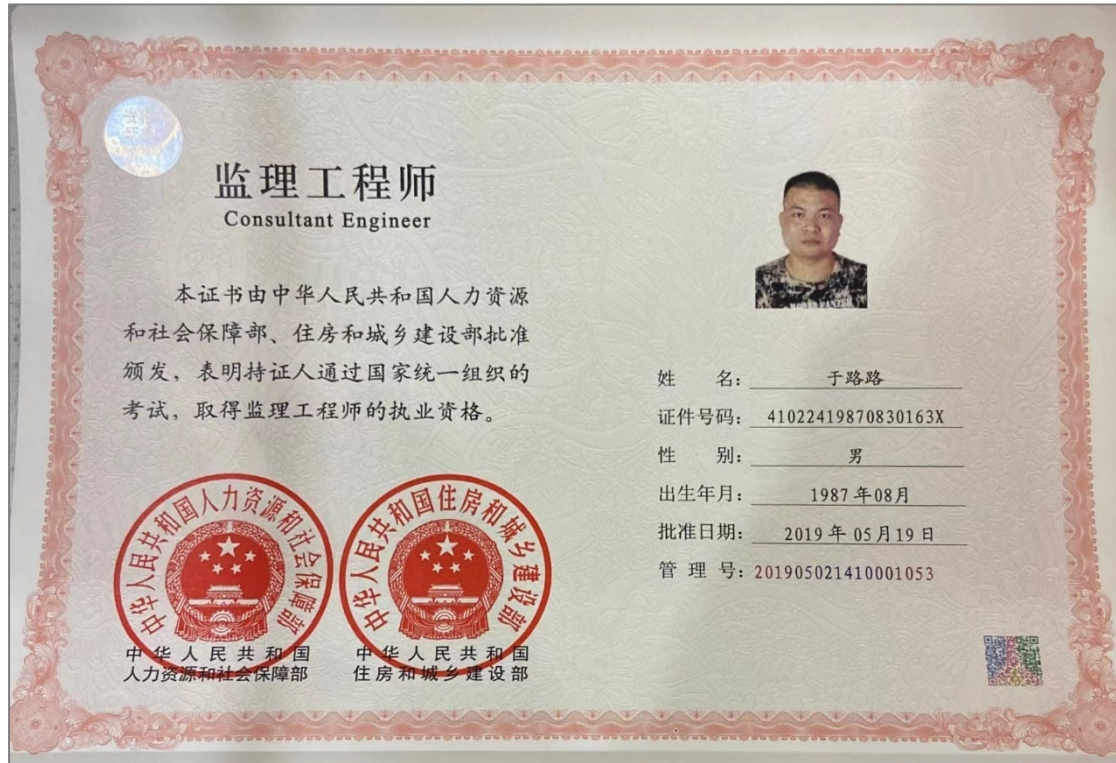 监理工程师
Consultant Engineer
本证书由中华人民共和国人力资源
和社会保障部、住房和城乡建设部批准
颁发，表明持证人通过国家统一组织的
考试，取得监理工程师的执业资格。
中华人民共和国人力资源和社会保障部
中华人民共和国住房和城乡建设部
中华人民共和国
人力资源和社会保障部
中华人民共和国
住房和城乡建设部
姓 名：于路路
证件号码：41022419870830163X
性 别：男
出生年月：1987年08月
批准日期：2019年05月19日
管 理 号：201905021410001053